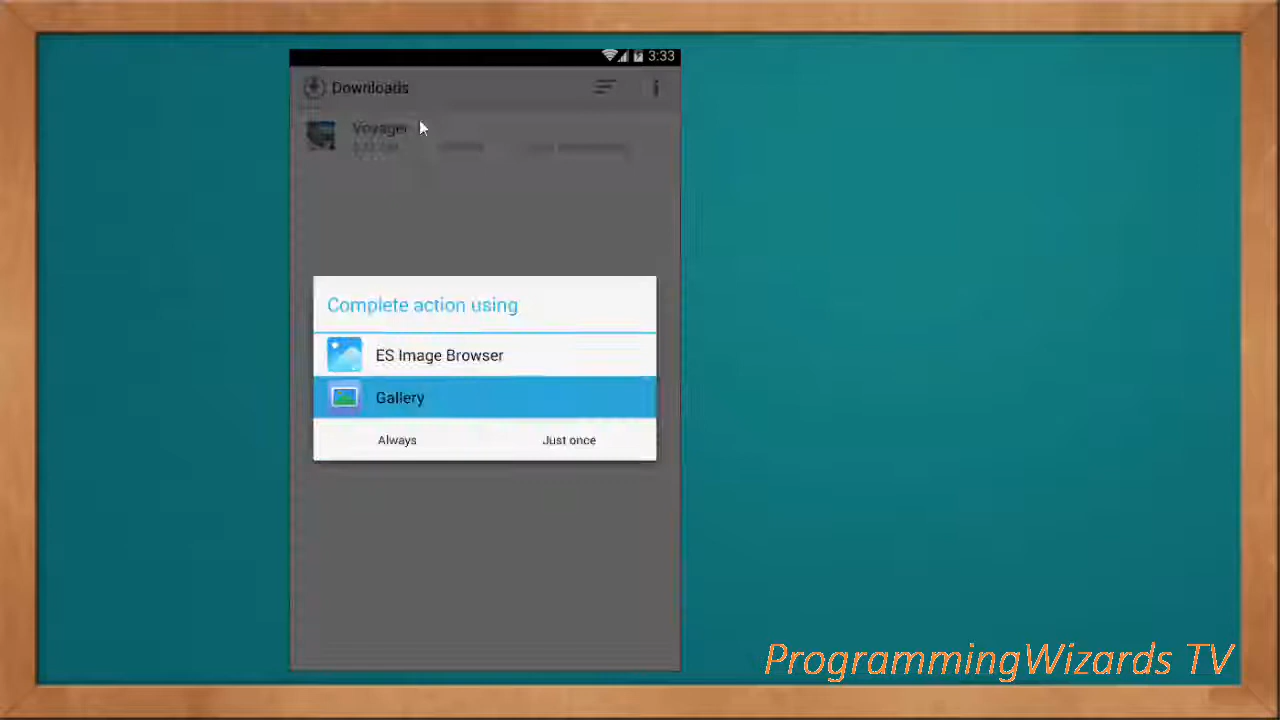 3:33
Downloads
Voyager
Complete action using
ES Image Browser
Gallery
Always Just once
ProgrammingWizards TV